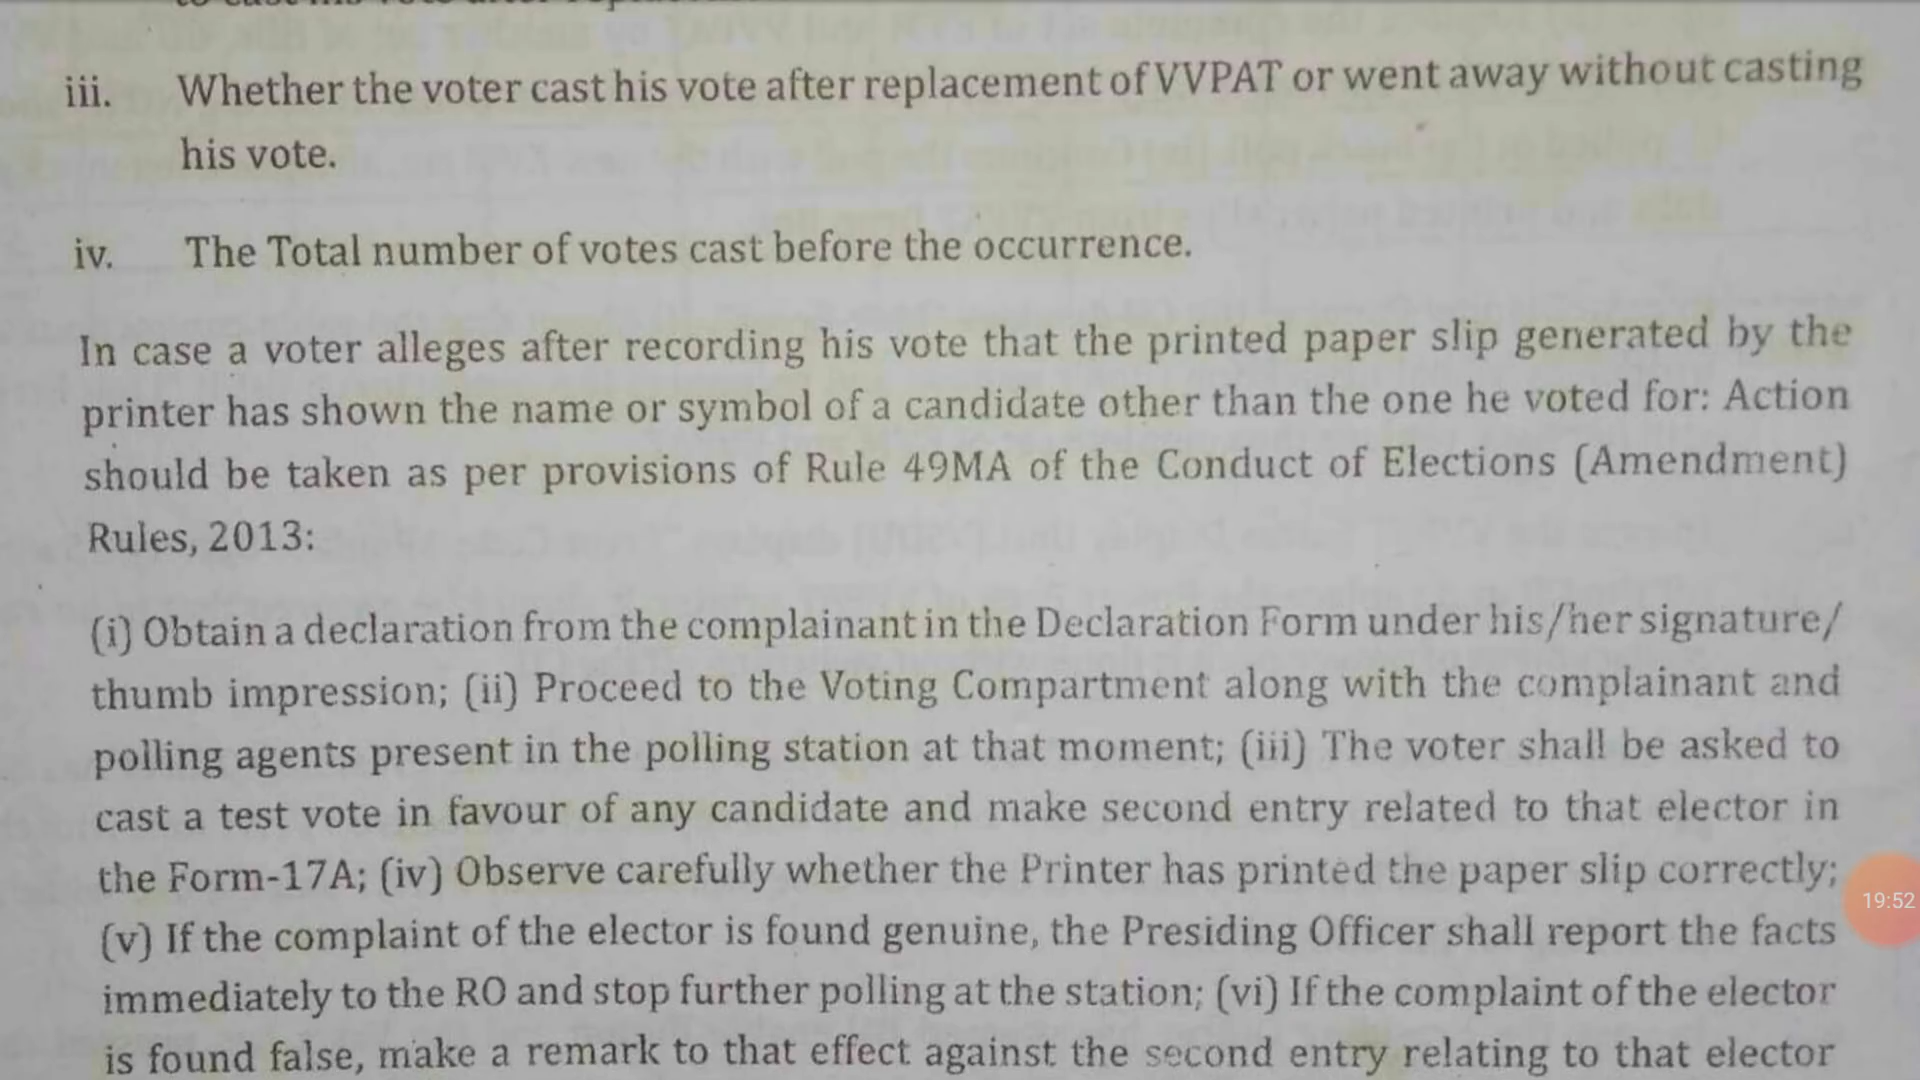 iii. Whether the voter cast his vote after replacement of VVPAT or went away without casting
his vote.
iv. The Total number of votes cast before the occurrence.
In case a voter alleges after recording his vote that the printed paper slip generated by the
printer has shown the name or symbol of a candidate other than the one he voted for: Action
should be taken as per provisions of Rule 49MA of the Conduct of Elections (Amendment)
Rules, 2013:
(i) Obtain a declaration from the complainant in the Declaration Form under his/her signature/
thumb impression; (ii) Proceed to the Voting Compartment along with the complainant and
polling agents present in the polling station at that moment; (iii) The voter shall be asked to
cast a test vote in favour of any candidate and make second entry related to that elector in
the Form-17A; (iv) Observe carefully whether the Printer has printed the paper slip correctly;
19:52
(v) If the complaint of the elector is found genuine, the Presiding Officer shall report the facts
immediately to the RO and stop further polling at the station; (vi) If the complaint of the elector
is found false, make a remark to that effect against the second entry relating to that elector